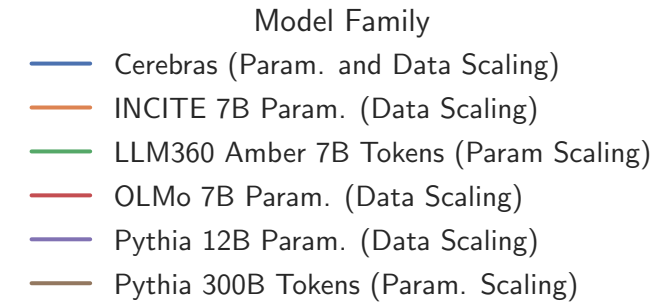 Model Family
Cerebras (Param. and Data Scaling)
INCITE 7B Param. (Data Scaling)
LLM360 Amber 7B Tokens (Param Scaling)
OLMo 7B Param. (Data Scaling)
Pythia 12B Param. (Data Scaling)
Pythia 300B Tokens (Param. Scaling)